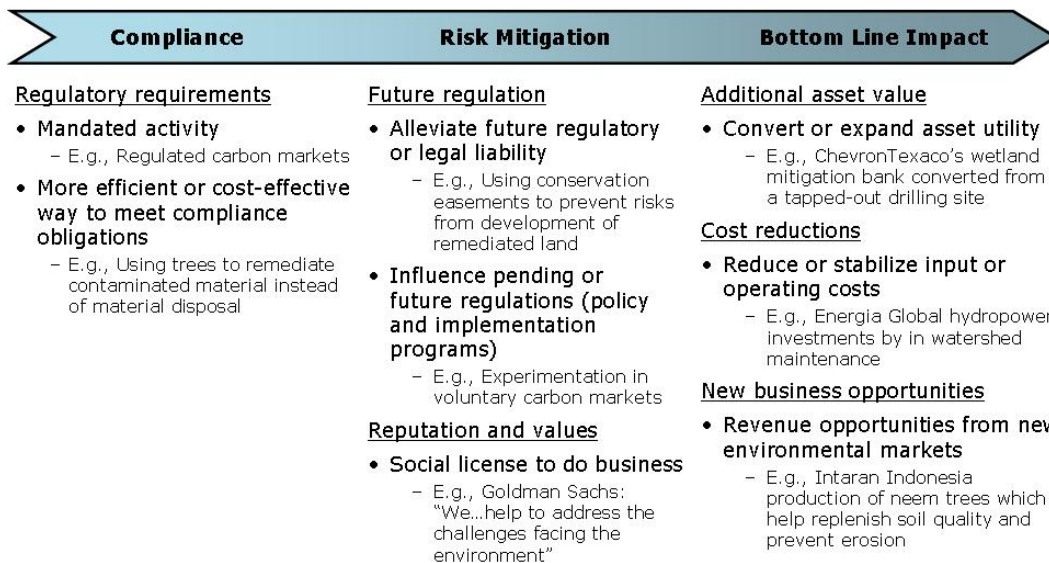 Compliance
Risk Mitigation
Bottom Line Impact
Regulatory requirements
• Mandated activity
– E.g., Regulated carbon markets
• More efficient or cost-effective
way to meet compliance
obligations
– E.g., Using trees to remediate
contaminated material instead
of material disposal
Future regulation
• Alleviate future regulatory
or legal liability
– E.g., Using conservation
easements to prevent risks
from development of
remediated land
• Influence pending or
future regulations (policy
and implementation
programs)
– E.g., Experimentation in
voluntary carbon markets
Reputation and values
• Social license to do business
– E.g., Goldman Sachs:
“We...help to address the
challenges facing the
environment”
Additional asset value
• Convert or expand asset utility
– E.g., ChevronTexaco’s wetland
mitigation bank converted from
a tapped-out drilling site
Cost reductions
• Reduce or stabilize input or
operating costs
– E.g., Energia Global hydropower
investments by in watershed
maintenance
New business opportunities
• Revenue opportunities from new
environmental markets
– E.g., Intaran Indonesia
production of neem trees which
help replenish soil quality and
prevent erosion